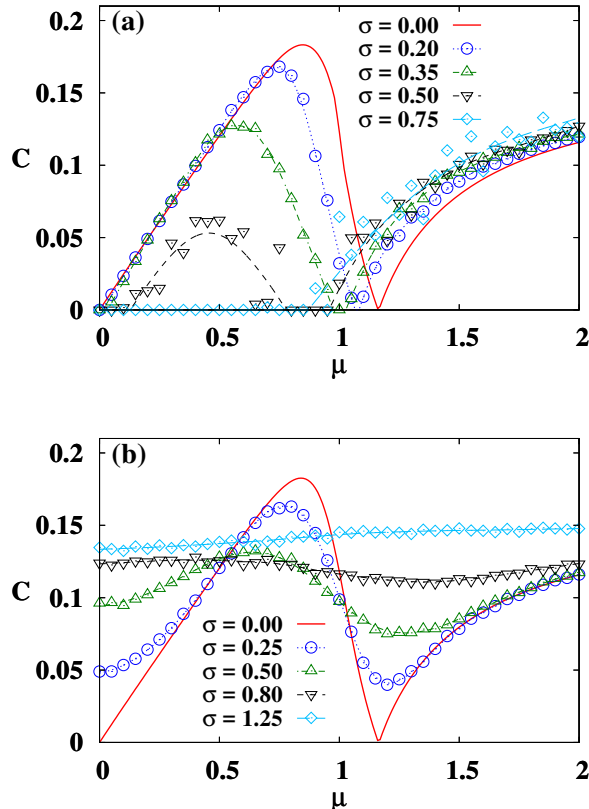 (a)
0.2
0.15
C
0.1
0.05
0
σ = 0.00
σ = 0.20
σ = 0.35
σ = 0.50
σ = 0.75
0 0.5 1 1.5 2
μ
(b)
0.2
0.15
C
0.1
0.05
0
σ = 0.00
σ = 0.25
σ = 0.50
σ = 0.80
σ = 1.25
0 0.5 1 1.5 2
μ